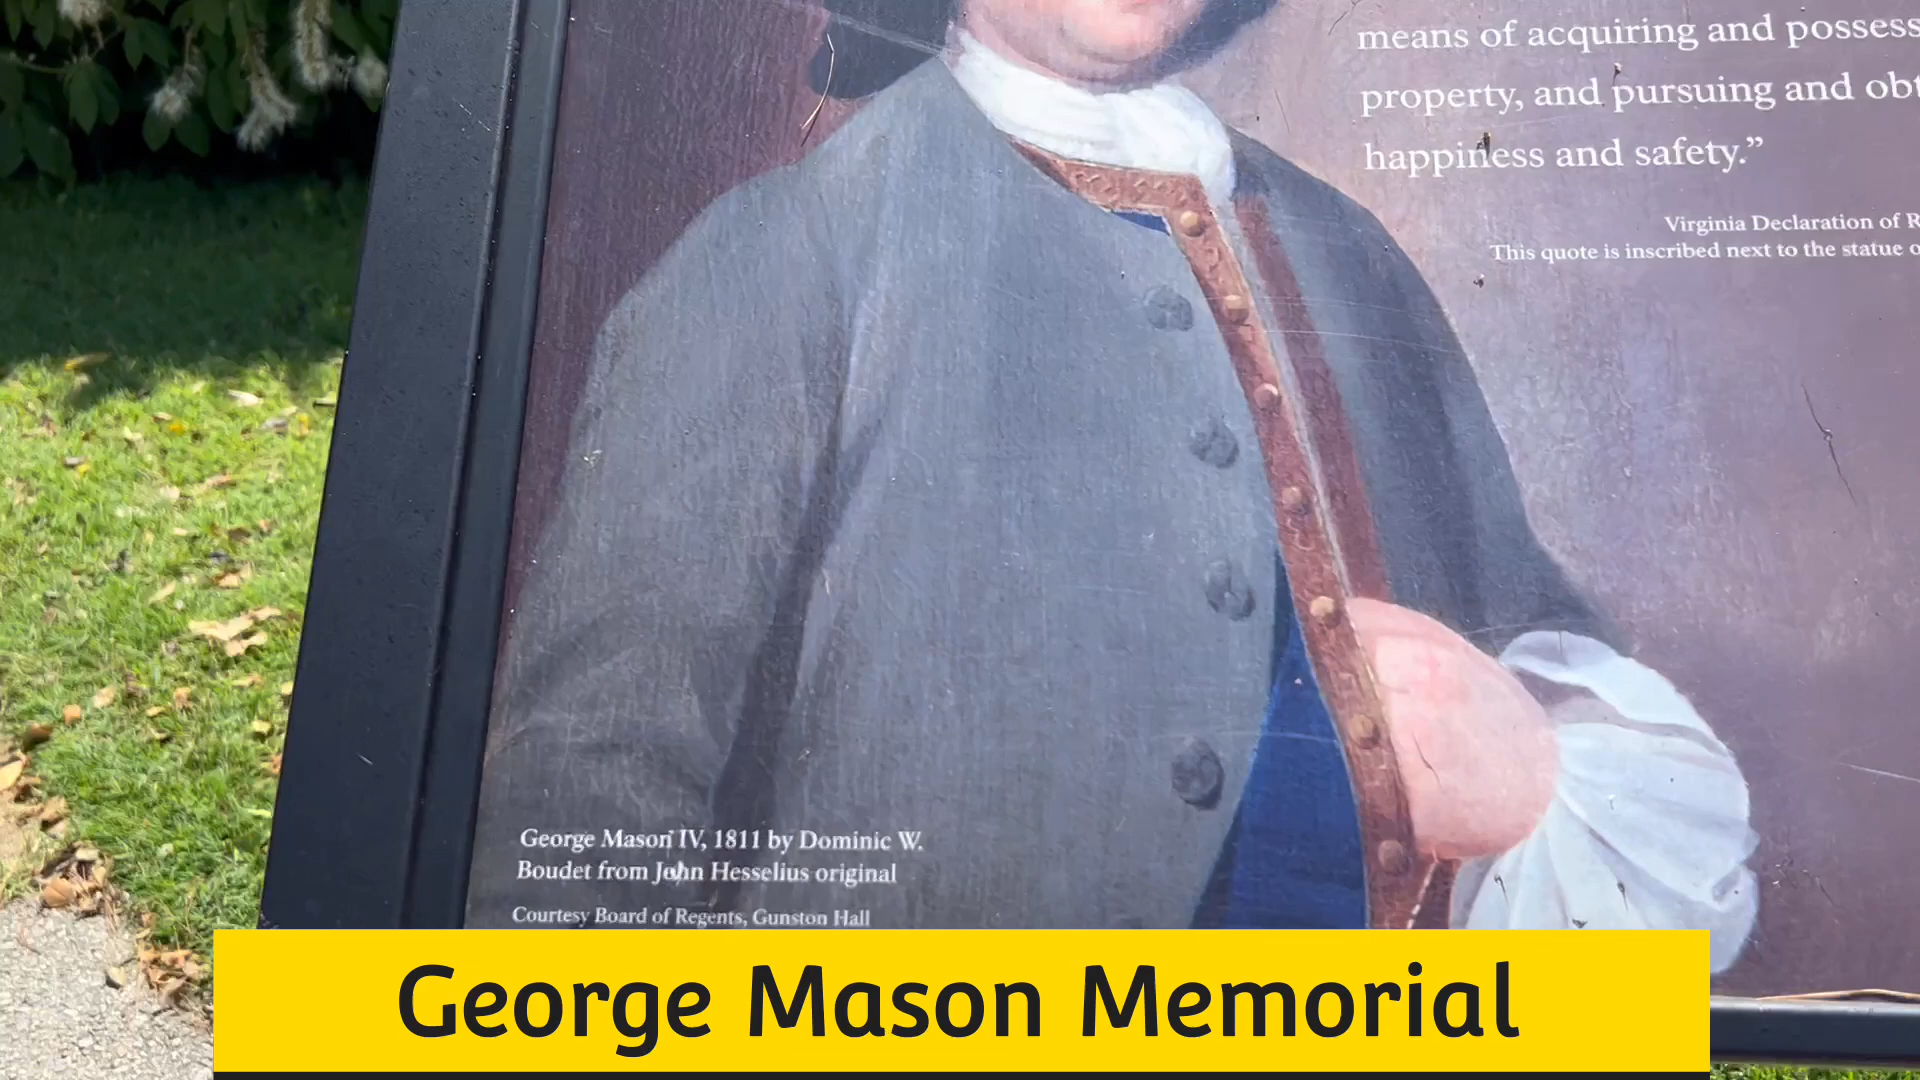 means of acquiring and possess
property, and pursuing and obt
happiness and safety.”
Virginia Declaration of R
This quote is inscribed next to the statue o
George Mason IV, 1811 by Dominic W.
Boudet from John Hesselius original
Courtesy Board of Regents, Gunston Hall
George Mason Memorial